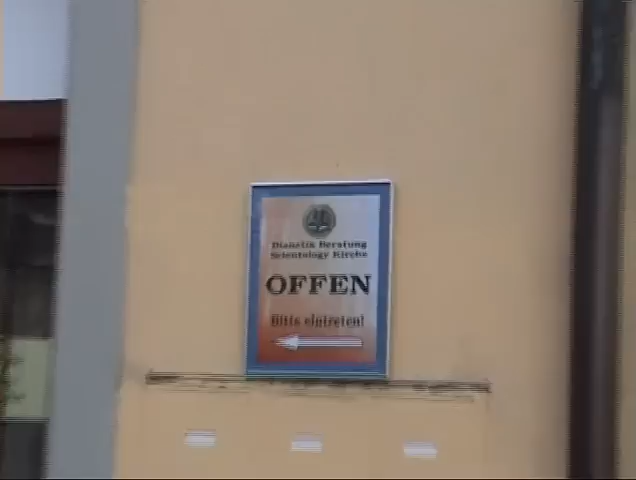 Dianetik Beratung
Scientology Kirche
OFFEN
Bitte eintreten!